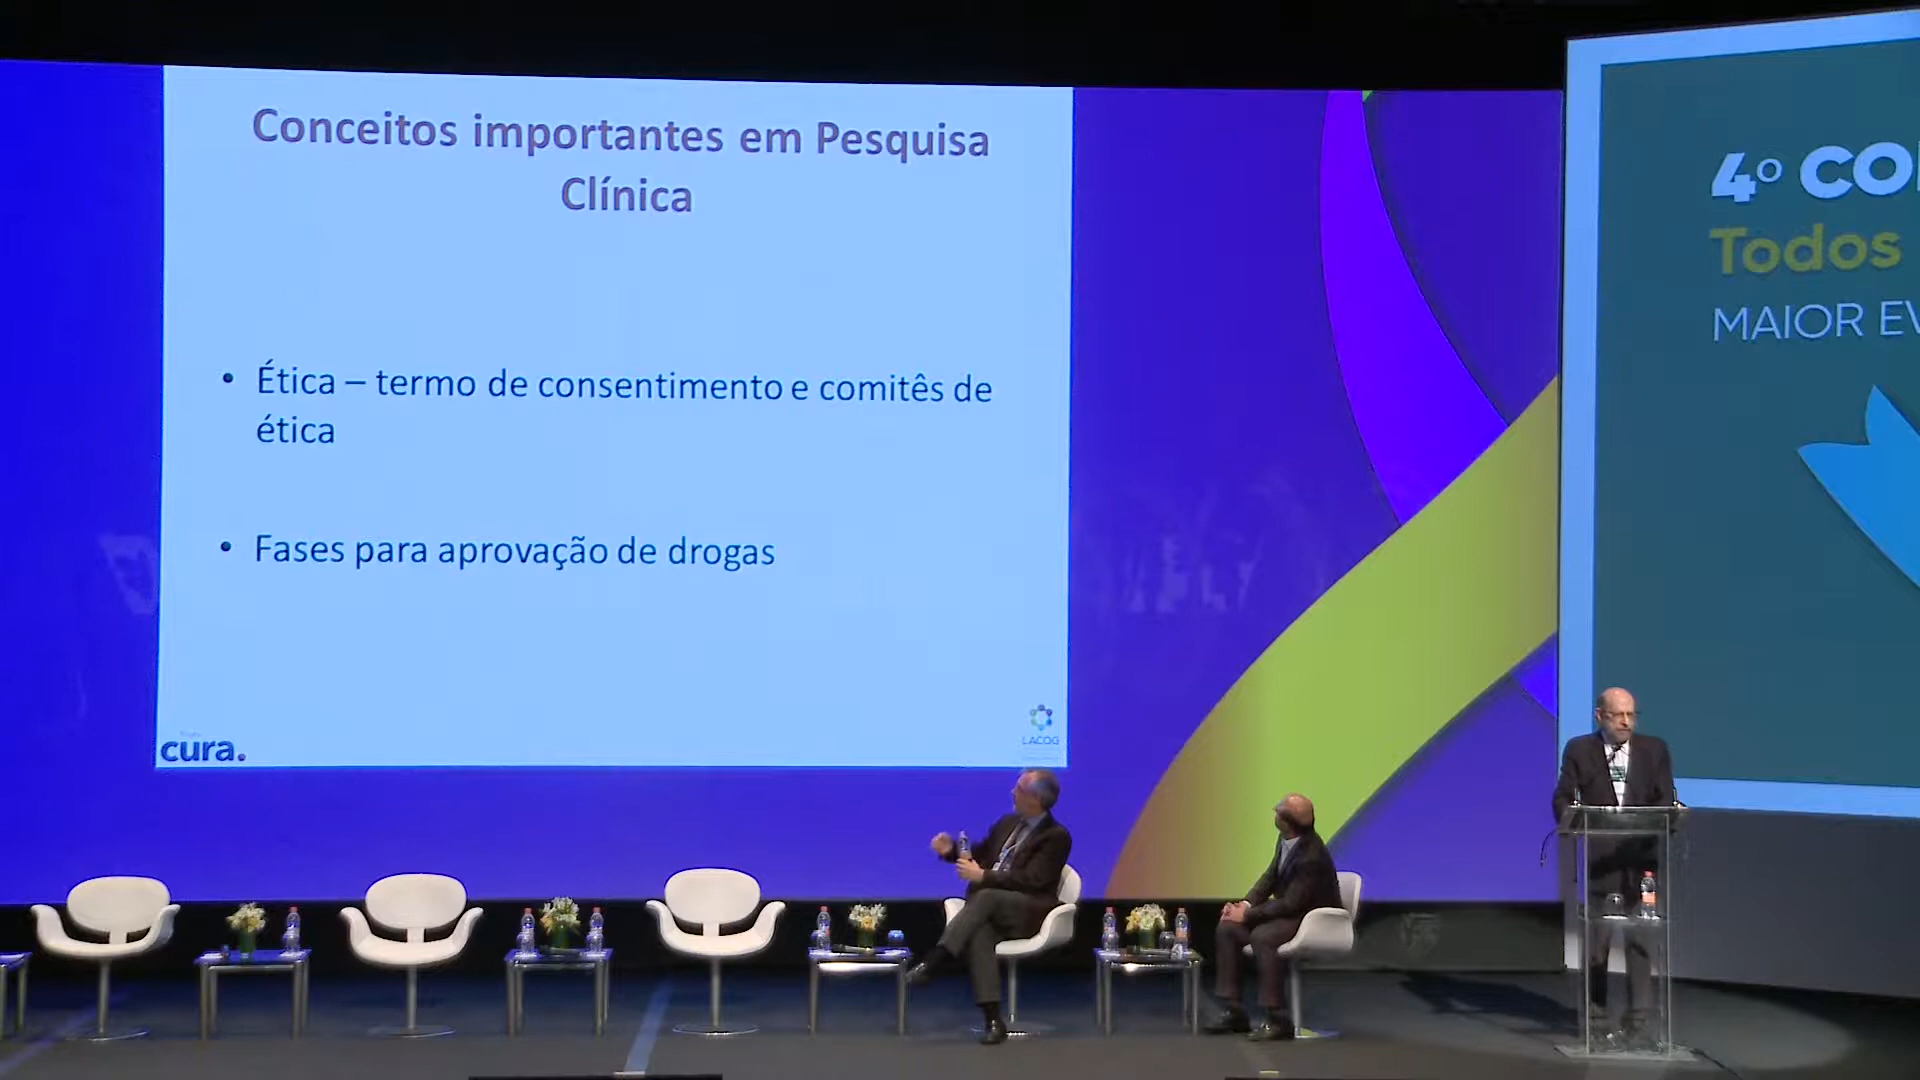 Conceitos importantes em Pesquisa
Clínica
• Ética – termo de consentimento e comitês de
ética
• Fases para aprovação de drogas
cura.
LACOG
4º CO
Todos
MAIOR EV